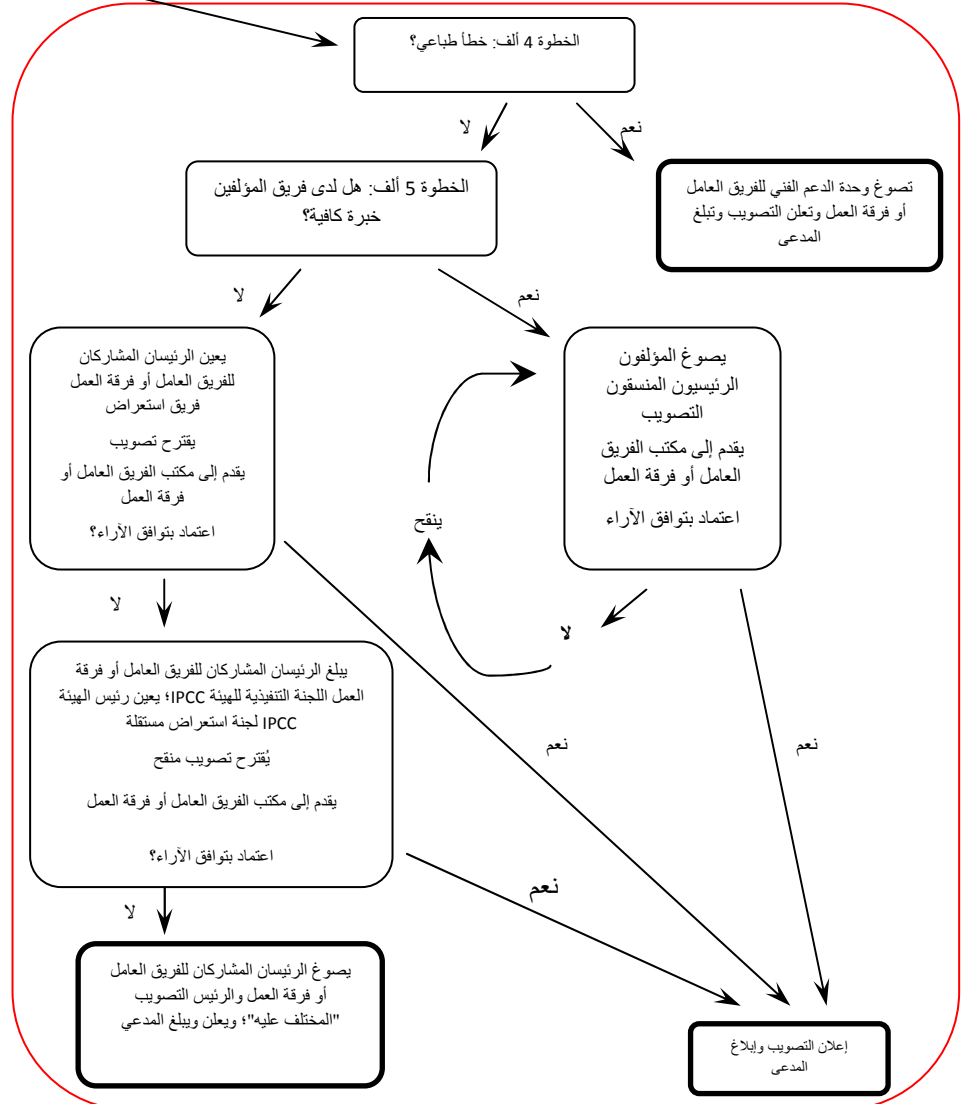 الخطوة 4 ألف: خطأ طباعي؟
لا
نعم
الخطوة 5 ألف: هل لدى فريق المؤلفين
خبرة كافية؟
تصوغ وحدة الدعم الفني للفريق العامل
أو فرقة العمل وتعلن التصويب وتبلغ
المدعى
لا
نعم
يعين الرئيسان المشاركان
للفريق العامل أو فرقة العمل
فريق استعراض
يقترح تصويب
يقدم إلى مكتب الفريق العامل أو
فرقة العمل
اعتماد بتوافق الآراء؟
يصوغ المؤلفون
الرئيسيون المنسقون
التصويب
يقدم إلى مكتب الفريق
العامل أو فرقة العمل
اعتماد بتوافق الآراء
ينقح
لا
لا
يبلغ الرئيسان المشاركان للفريق العامل أو فرقة
العمل اللجنة التنفيذية للهيئة IPCC؛ يعين رئيس الهيئة
IPCC لجنة استعراض مستقلة
يُقترح تصويب منقح
يقدم إلى مكتب الفريق العامل أو فرقة العمل
اعتماد بتوافق الآراء؟
نعم
نعم
نعم
لا
يصوغ الرئيسان المشاركان للفريق العامل
أو فرقة العمل والرئيس التصويب
"المختلف عليه"؛ ويعلن ويبلغ المدعي
إعلان التصويب وإبلاغ
المدعى